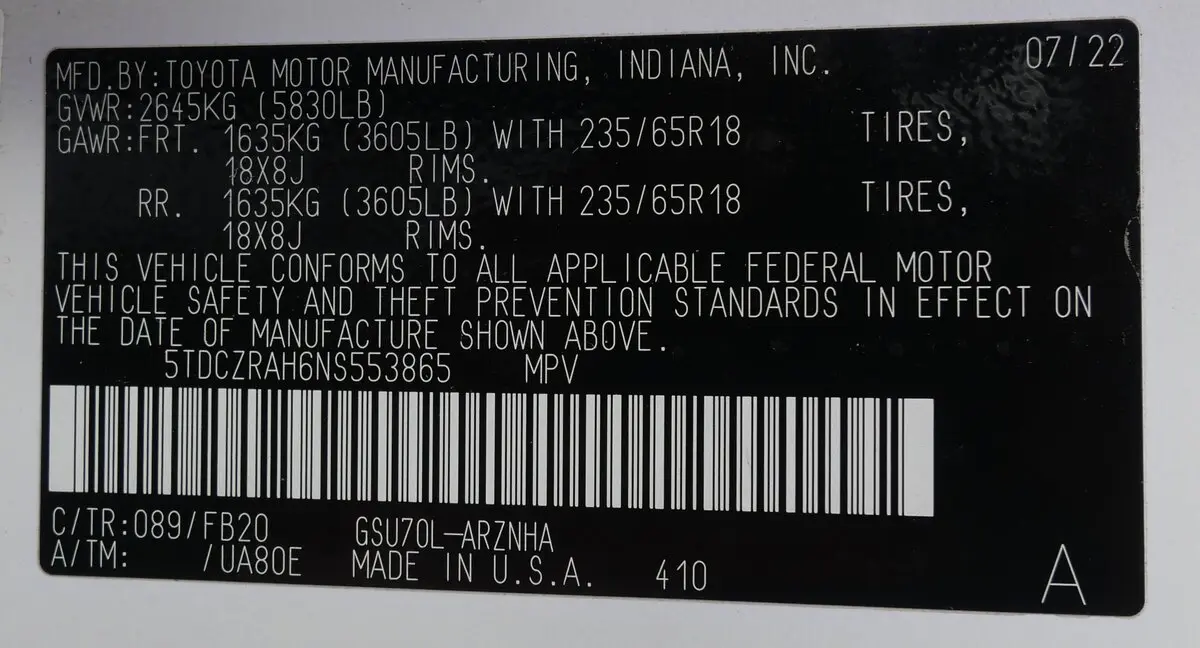 MFD.BY:TOYOTA MOTOR MANUFACTURING, INDIANA, INC. 07/22
GVWR:2645KG (5830LB)
GAWR:FRT. 1635KG (3605LB) WITH 235/65R18 TIRES,
18X8J RIMS.
RR. 1635KG (3605LB) WITH 235/65R18 TIRES,
18X8J RIMS.
THIS VEHICLE CONFORMS TO ALL APPLICABLE FEDERAL MOTOR
VEHICLE SAFETY AND THEFT PREVENTION STANDARDS IN EFFECT ON
THE DATE OF MANUFACTURE SHOWN ABOVE.
5TDCZRAH6NS553865 MPV
C/TR:089/FB20 GSU70L-ARZNHA
A/TM: /UA80E MADE IN U.S.A. 410 A